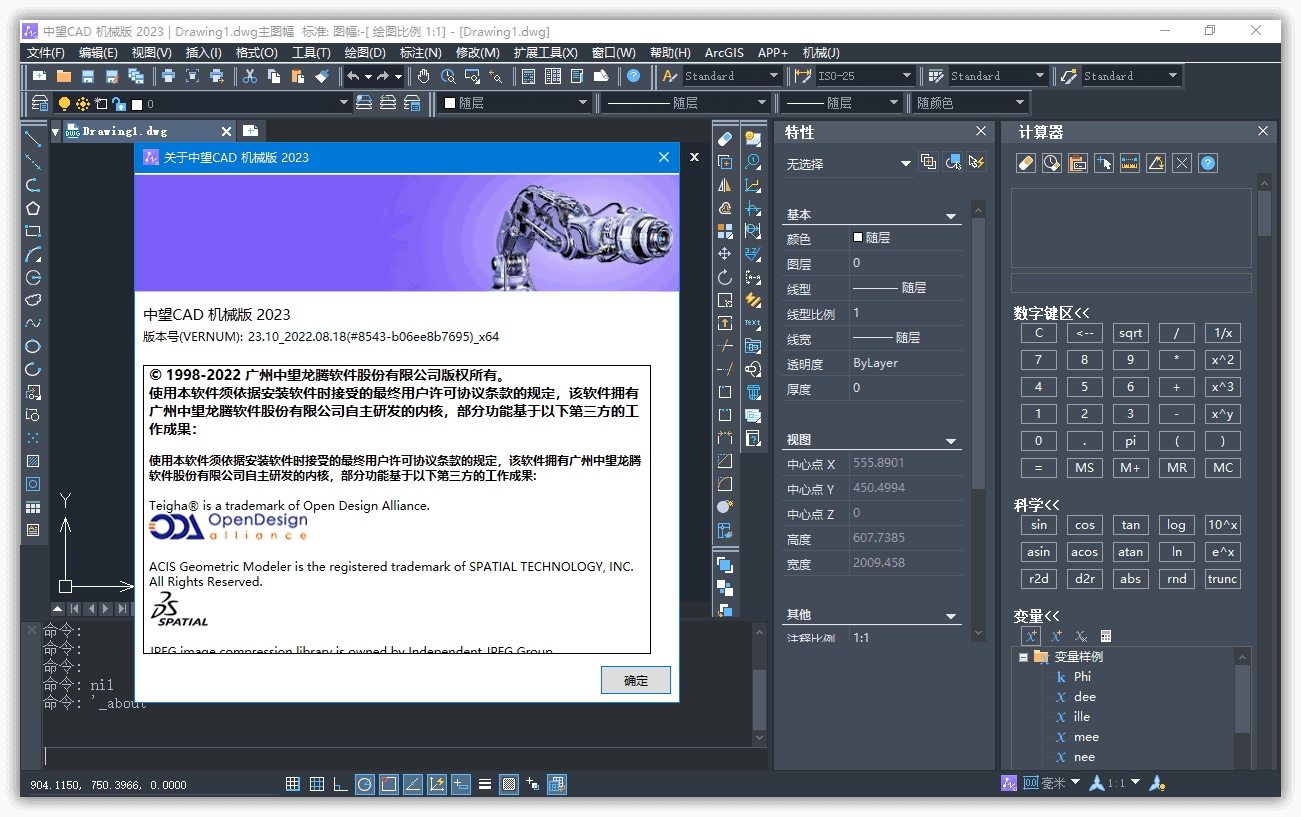 中望CAD 机械版 2023 | Drawing1.dwg主图幅 标准: 图幅:-[ 绘图比例 1:1] - [Drawing1.dwg]
文件(F) 编辑(E) 视图(V) 插入(I) 格式(O) 工具(T) 绘图(D) 标注(N) 修改(M) 扩展工具(X) 窗口(W) 帮助(H) ArcGIS APP+ 机械(J)
Standard ISO-25 Standard Standard
0 随层 随层 随层 随颜色
Drawing1.dwg
关于中望CAD 机械版 2023
中望CAD 机械版 2023
版本号(VERNUM): 23.10_2022.08.18(#8543-b06ee8b7695)_x64
© 1998-2022 广州中望龙腾软件股份有限公司版权所有。
使用本软件须依据安装软件时接受的最终用户许可协议条款的规定，该软件拥有
广州中望龙腾软件股份有限公司自主研发的内核，部分功能基于以下第三方的工
作成果：
使用本软件须依据安装软件时接受的最终用户许可协议条款的规定，该软件拥有广州中望龙腾
软件股份有限公司自主研发的内核，部分功能基于以下第三方的工作成果：
Teigha® is a trademark of Open Design Alliance.
ODA OpenDesign
alliance
ACIS Geometric Modeler is the registered trademark of SPATIAL TECHNOLOGY, INC.
All Rights Reserved.
3DS
SPATIAL
JPEG image compression library is owned by Independent JPEG Group
确定
Y
命令:
命令:
命令:
命令: nil
命令: '_about
904.1150, 750.3966, 0.0000
TEXT
特性
无选择
基本
颜色 随层
图层 0
线型 随层
线型比例 1
线宽 随层
透明度 ByLayer
厚度 0
视图
中心点 X 555.8901
中心点 Y 450.4994
中心点 Z 0
高度 607.7385
宽度 2009.458
其他
注释比例 1:1
计算器
数字键区<<
C <-- sqrt / 1/x
7 8 9 * x^2
4 5 6 + x^3
1 2 3 - x^y
0 . pi ( )
= MS M+ MR MC
科学<<
sin cos tan log 10^x
asin acos atan ln e^x
r2d d2r abs rnd trunc
变量<<
变量样例
k Phi
X dee
X ille
X mee
X nee
毫米 1:1